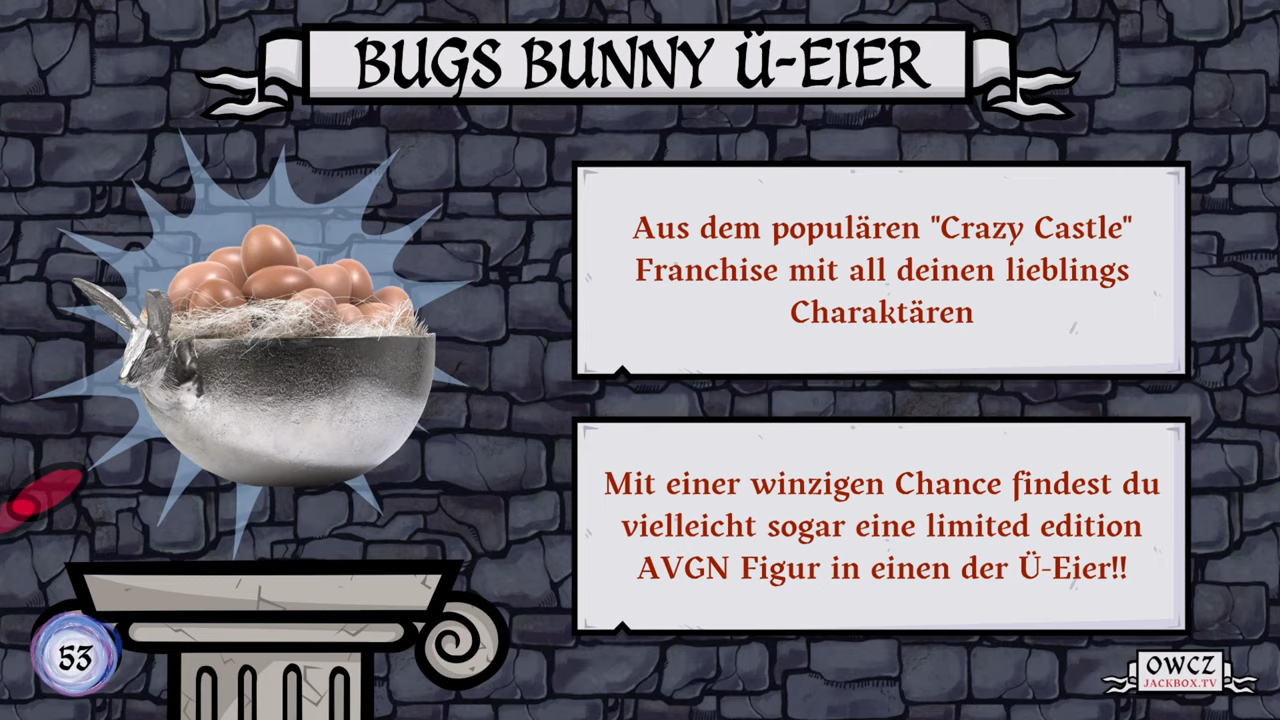 BUGS BUNNY Ü-EIER
Aus dem populären "Crazy Castle"
Franchise mit all deinen lieblings
Charaktären
Mit einer winzigen Chance findest du
vielleicht sogar eine limited edition
AVGN Figur in einen der Ü-Eier!!
53
OWCZ
JACKBOX.TV